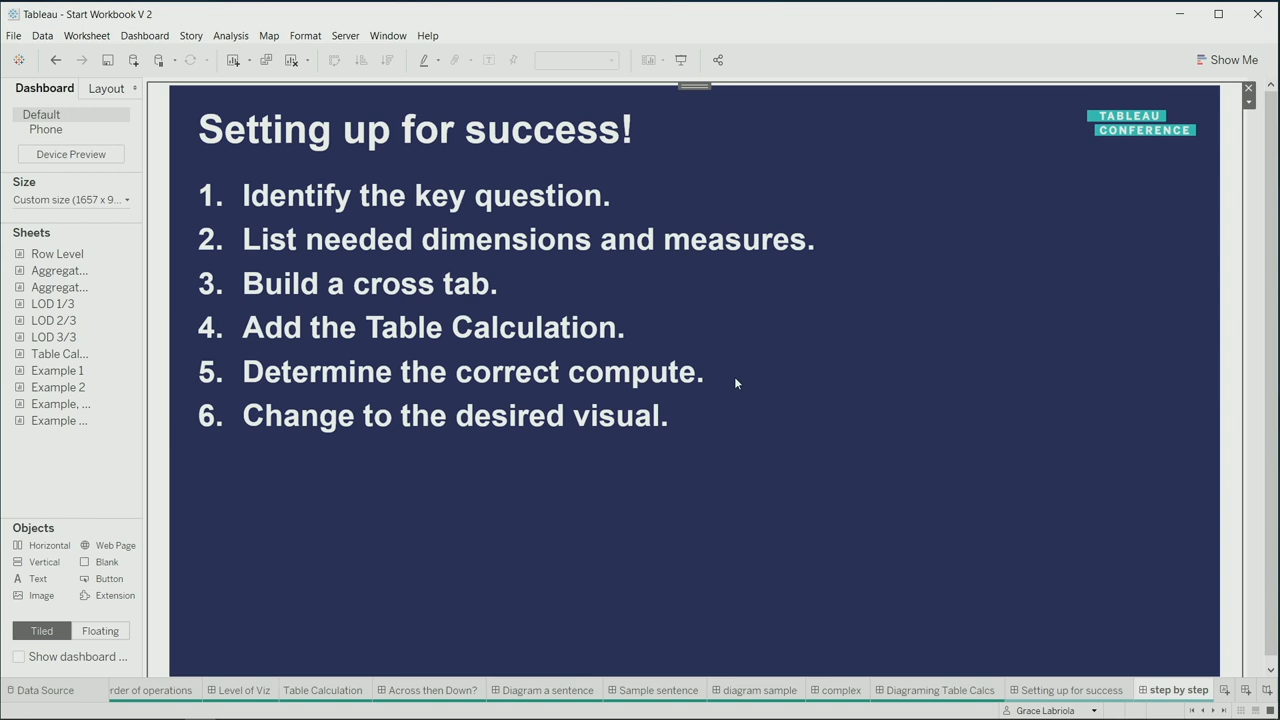 Tableau - Start Workbook V 2
File Data Worksheet Dashboard Story Analysis Map Format Server Window Help
Show Me
Dashboard Layout
Default
Phone
Device Preview
Size
Custom size (1657 x 9...
Sheets
Row Level
Aggregat...
Aggregat...
LOD 1/3
LOD 2/3
LOD 3/3
Table Cal...
Example 1
Example 2
Example, ...
Example ...
Objects
Horizontal Web Page
Vertical Blank
Text Button
Image Extension
Tiled Floating
Show dashboard ...
Setting up for success!
TABLEAU
CONFERENCE
1. Identify the key question.
2. List needed dimensions and measures.
3. Build a cross tab.
4. Add the Table Calculation.
5. Determine the correct compute.
6. Change to the desired visual.
Data Source rder of operations Level of Viz Table Calculation Across then Down? Diagram a sentence Sample sentence diagram sample complex Diagraming Table Calcs Setting up for success step by step
Grace Labriola